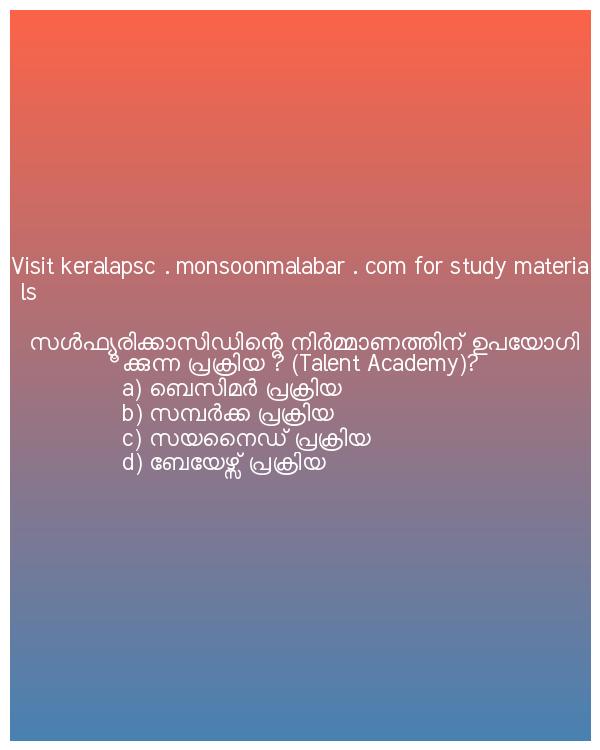 Visit keralapsc . monsoonmalabar . com for study materia
ls
സൾഫ്യൂരിക്കാസിഡിന്റെ നിർമ്മാണത്തിന് ഉപയോഗി
ക്കുന്ന പ്രക്രിയ ? (Talent Academy)?
a) ബെസിമർ പ്രക്രിയ
b) സമ്പർക്ക പ്രക്രിയ
c) സയനൈഡ് പ്രക്രിയ
d) ബേയേഴ്സ് പ്രക്രിയ